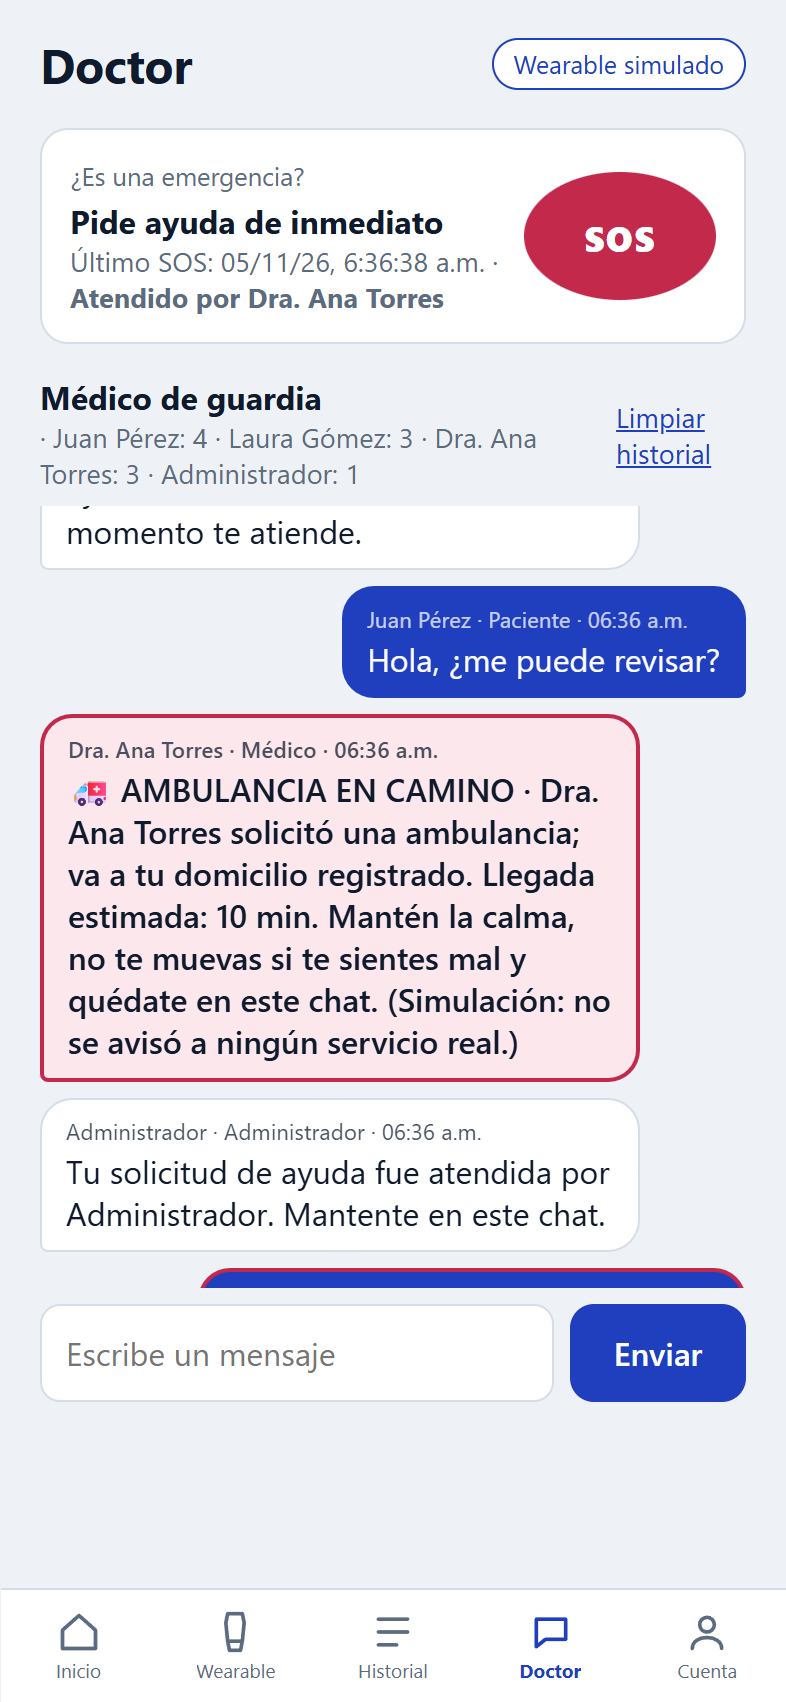 Doctor
Wearable simulado
¿Es una emergencia?
Pide ayuda de inmediato
Último SOS: 05/11/26, 6:36:38 a.m. ·
Atendido por Dra. Ana Torres
SOS
Médico de guardia
· Juan Pérez: 4 · Laura Gómez: 3 · Dra. Ana
Torres: 3 · Administrador: 1
Limpiar
historial
momento te atiende.
Juan Pérez · Paciente · 06:36 a.m.
Hola, ¿me puede revisar?
Dra. Ana Torres · Médico · 06:36 a.m.
🚑 AMBULANCIA EN CAMINO · Dra.
Ana Torres solicitó una ambulancia;
va a tu domicilio registrado. Llegada
estimada: 10 min. Mantén la calma,
no te muevas si te sientes mal y
quédate en este chat. (Simulación: no
se avisó a ningún servicio real.)
Administrador · Administrador · 06:36 a.m.
Tu solicitud de ayuda fue atendida por
Administrador. Mantente en este chat.
Escribe un mensaje
Enviar
Inicio
Wearable
Historial
Doctor
Cuenta